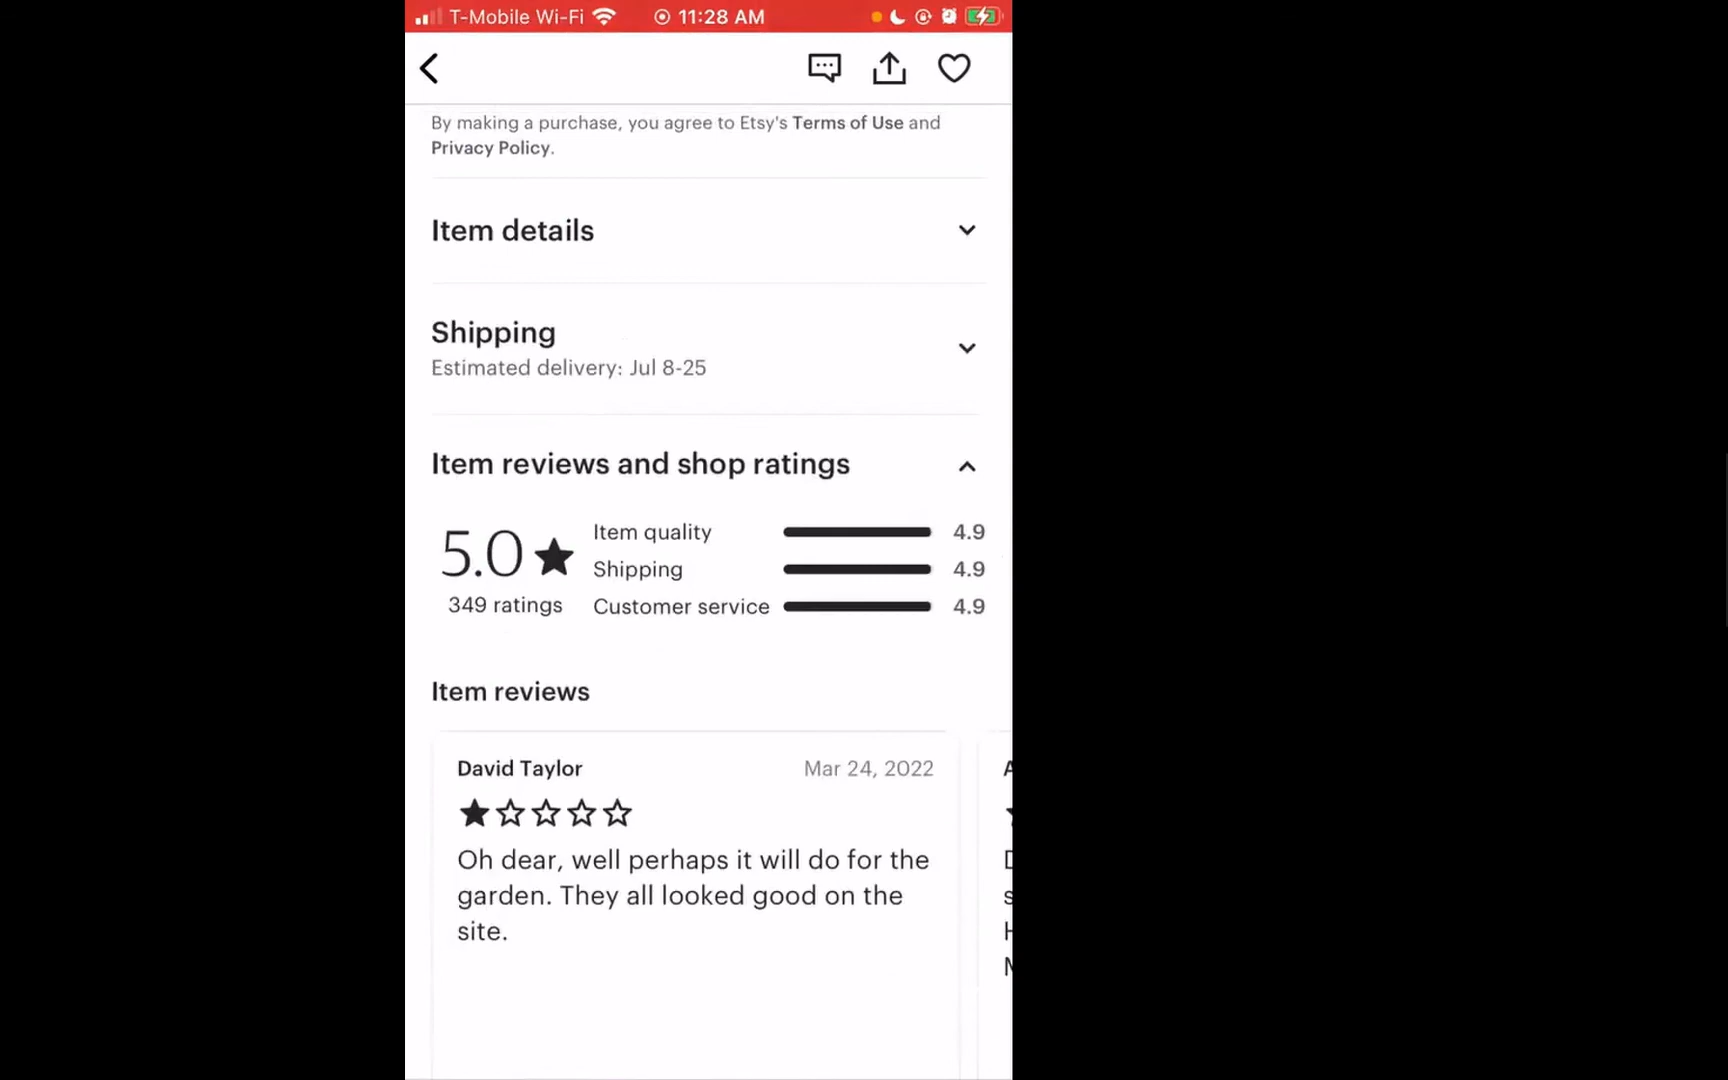 T-Mobile Wi-Fi 11:28 AM
By making a purchase, you agree to Etsy's Terms of Use and
Privacy Policy.
Item details
Shipping
Estimated delivery: Jul 8-25
Item reviews and shop ratings
5.0
349 ratings
Item quality 4.9
Shipping 4.9
Customer service 4.9
Item reviews
David Taylor Mar 24, 2022
Oh dear, well perhaps it will do for the
garden. They all looked good on the
site.